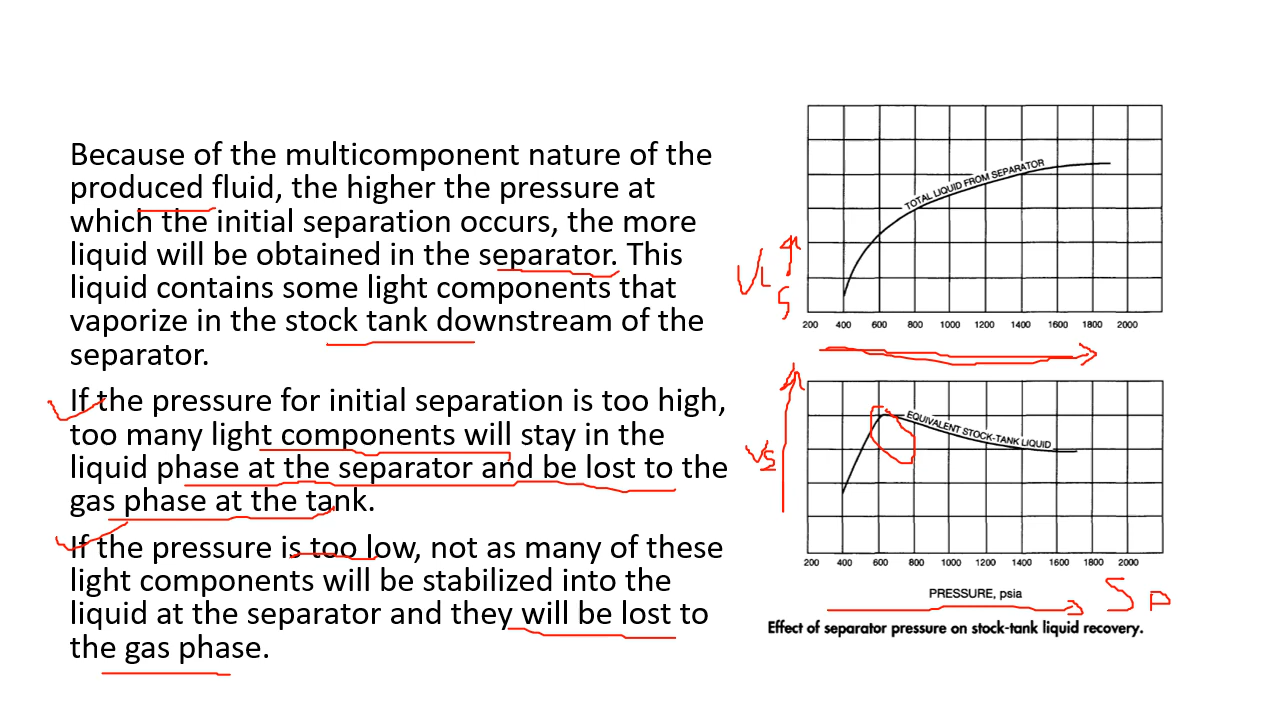 Because of the multicomponent nature of the
produced fluid, the higher the pressure at
which the initial separation occurs, the more
liquid will be obtained in the separator. This
liquid contains some light components that
vaporize in the stock tank downstream of the
separator.
If the pressure for initial separation is too high,
too many light components will stay in the
liquid phase at the separator and be lost to the
gas phase at the tank.
If the pressure is too low, not as many of these
light components will be stabilized into the
liquid at the separator and they will be lost to
the gas phase.
TOTAL LIQUID FROM SEPARATOR
VL
S
200 400 600 800 1000 1200 1400 1600 1800 2000
EQUIVALENT STOCK-TANK LIQUID
VS
200 400 600 800 1000 1200 1400 1600 1800 2000
PRESSURE, psia
S P
Effect of separator pressure on stock-tank liquid recovery.